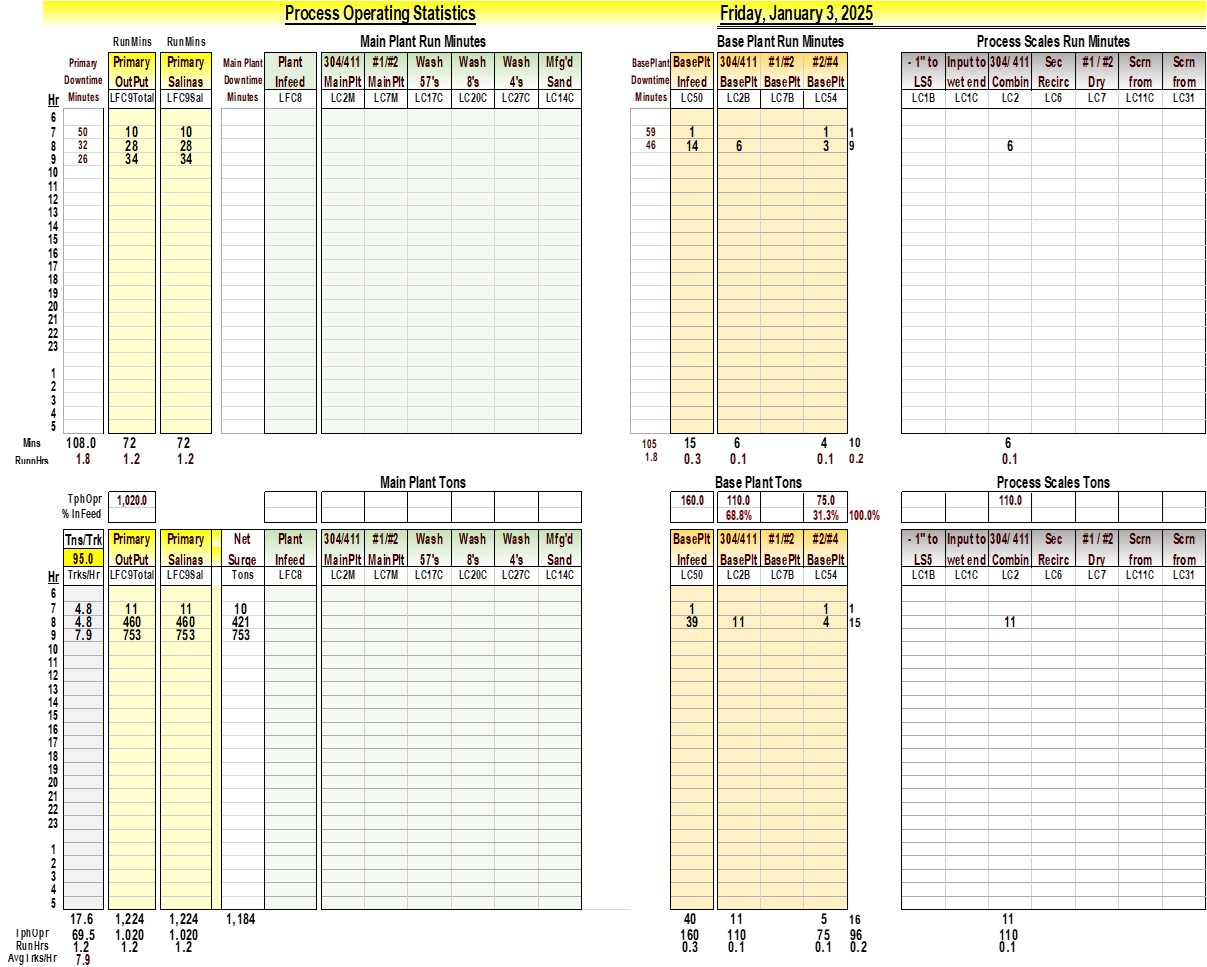 Process Operating Statistics Friday, January 3, 2025
RunMins RunMins Main Plant Run Minutes Base Plant Run Minutes Process Scales Run Minutes
Primary Primary Primary Main Plant Plant 304/411 #1/#2 Wash Wash Wash Mfg'd BasePlant BasePlt 304/411 #1/#2 #2/#4 - 1" to Input to 304/ 411 Sec #1 / #2 Scrn Scrn
Downtime OutPut Salinas Downtime Infeed MainPlt MainPlt 57's 8's 4's Sand Downtime Infeed BasePlt BasePlt BasePlt LS5 wet end Combin Recirc Dry from from
Hr Minutes LFC9Total LFC9Sal Minutes LFC8 LC2M LC7M LC17C LC20C LC27C LC14C Minutes LC50 LC2B LC7B LC54 LC1B LC1C LC2 LC6 LC7 LC11C LC31
6
7 50 10 10 59 1 1 1
8 32 28 28 46 14 6 3 9 6
9 26 34 34
10
11
12
13
14
15
16
17
18
19
20
21
22
23
1
2
3
4
5
Mins 108.0 72 72 105 15 6 4 10 6
RunnHrs 1.8 1.2 1.2 1.8 0.3 0.1 0.1 0.2 0.1
Main Plant Tons Base Plant Tons Process Scales Tons
TphOpr 1,020.0 160.0 110.0 75.0 110.0
% InFeed 68.8% 31.3% 100.0%
Tns/Trk Primary Primary Net Plant 304/411 #1/#2 Wash Wash Wash Mfg'd BasePlt 304/411 #1/#2 #2/#4 - 1" to Input to 304/ 411 Sec #1 / #2 Scrn Scrn
95.0 OutPut Salinas Surge Infeed MainPlt MainPlt 57's 8's 4's Sand Infeed BasePlt BasePlt BasePlt LS5 wet end Combin Recirc Dry from from
Hr Trks/Hr LFC9Total LFC9Sal Tons LFC8 LC2M LC7M LC17C LC20C LC27C LC14C LC50 LC2B LC7B LC54 LC1B LC1C LC2 LC6 LC7 LC11C LC31
6
7 4.8 11 11 10 1 1 1
8 4.8 460 460 421 39 11 4 15 11
9 7.9 753 753 753
10
11
12
13
14
15
16
17
18
19
20
21
22
23
1
2
3
4
5
17.6 1,224 1,224 1,184 40 11 5 16 11
TphOpr 69.5 1,020 1,020 160 110 75 96 110
RunHrs 1.2 1.2 1.2 0.3 0.1 0.1 0.2 0.1
AvgTrks/Hr 7.9